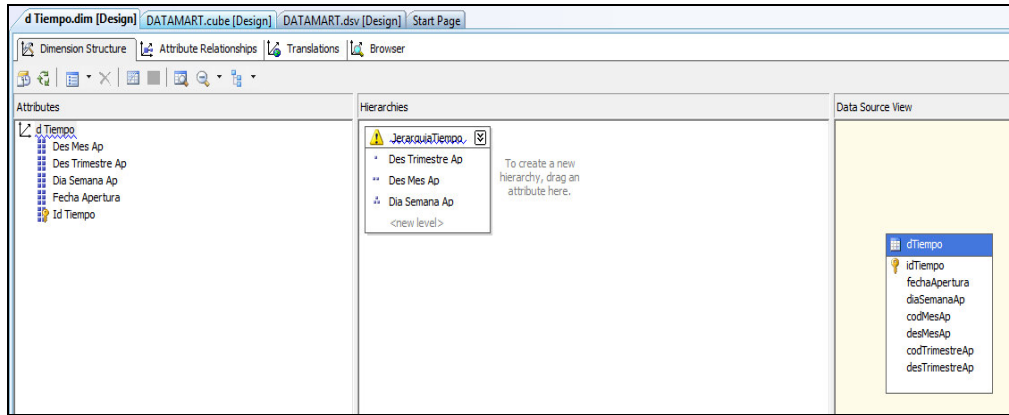 d Tiempo.dim [Design] DATAMART.cube [Design] DATAMART.dsv [Design] Start Page
Dimension Structure Attribute Relationships Translations Browser
Attributes
d Tiempo
Des Mes Ap
Des Trimestre Ap
Dia Semana Ap
Fecha Apertura
Id Tiempo
Hierarchies
JerarquiaTiempo
Des Trimestre Ap
Des Mes Ap
Dia Semana Ap
<new level>
To create a new
hierarchy, drag an
attribute here.
Data Source View
dTiempo
idTiempo
fechaApertura
diaSemanaAp
codMesAp
desMesAp
codTrimestreAp
desTrimestreAp